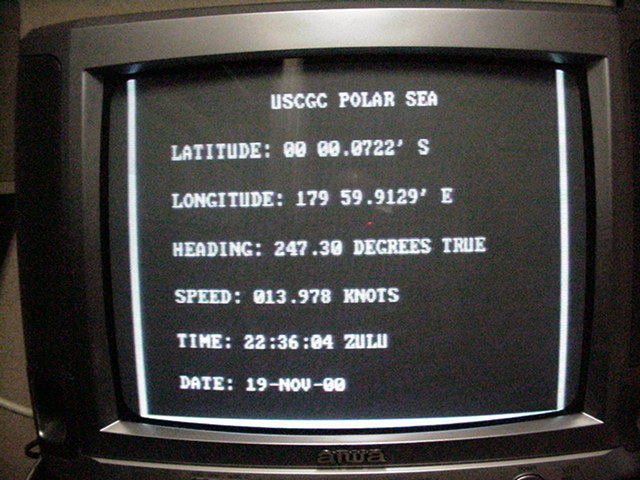 USCGC POLAR SEA
LATITUDE: 00 00.0722' S
LONGITUDE: 179 59.9129' E
HEADING: 247.30 DEGREES TRUE
SPEED: 013.978 KNOTS
TIME: 22:36:04 ZULU
DATE: 19-NOV-00
aiwa